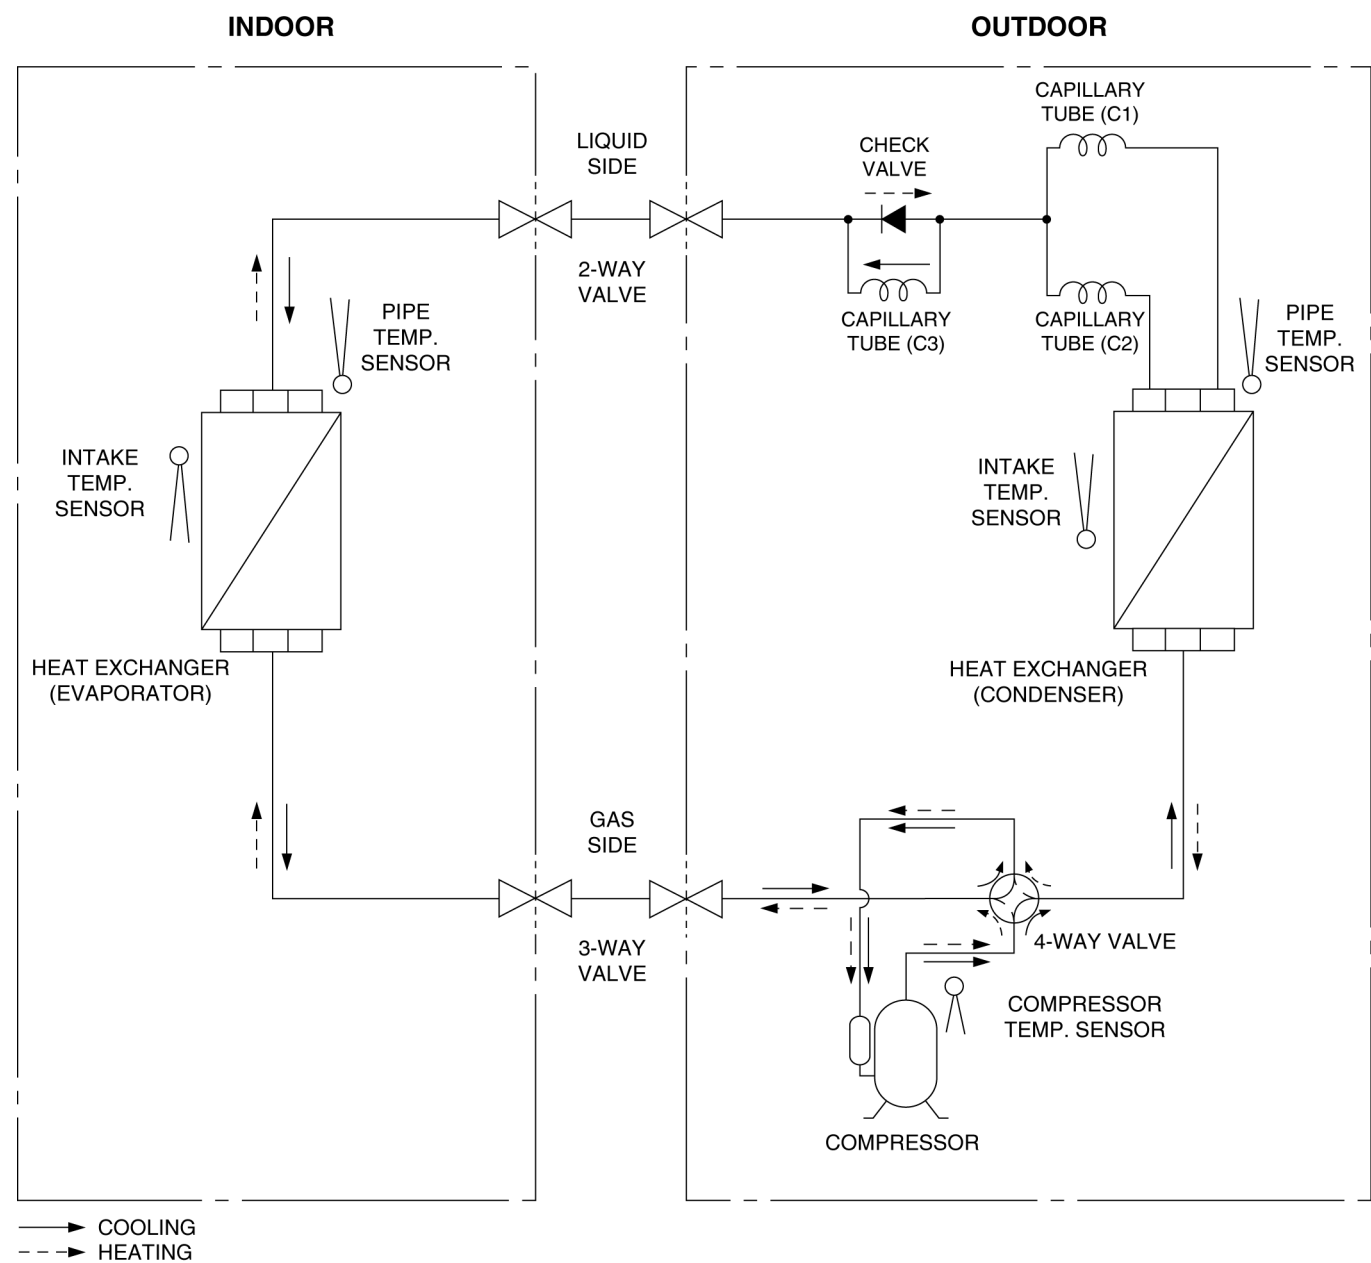 INDOOR
OUTDOOR
CAPILLARY
TUBE (C1)
LIQUID
SIDE
CHECK
VALVE
2-WAY
VALVE
PIPE
TEMP.
SENSOR
CAPILLARY
TUBE (C3)
CAPILLARY
TUBE (C2)
PIPE
TEMP.
SENSOR
INTAKE
TEMP.
SENSOR
INTAKE
TEMP.
SENSOR
HEAT EXCHANGER
(EVAPORATOR)
HEAT EXCHANGER
(CONDENSER)
GAS
SIDE
3-WAY
VALVE
4-WAY VALVE
COMPRESSOR
TEMP. SENSOR
COMPRESSOR
COOLING
HEATING